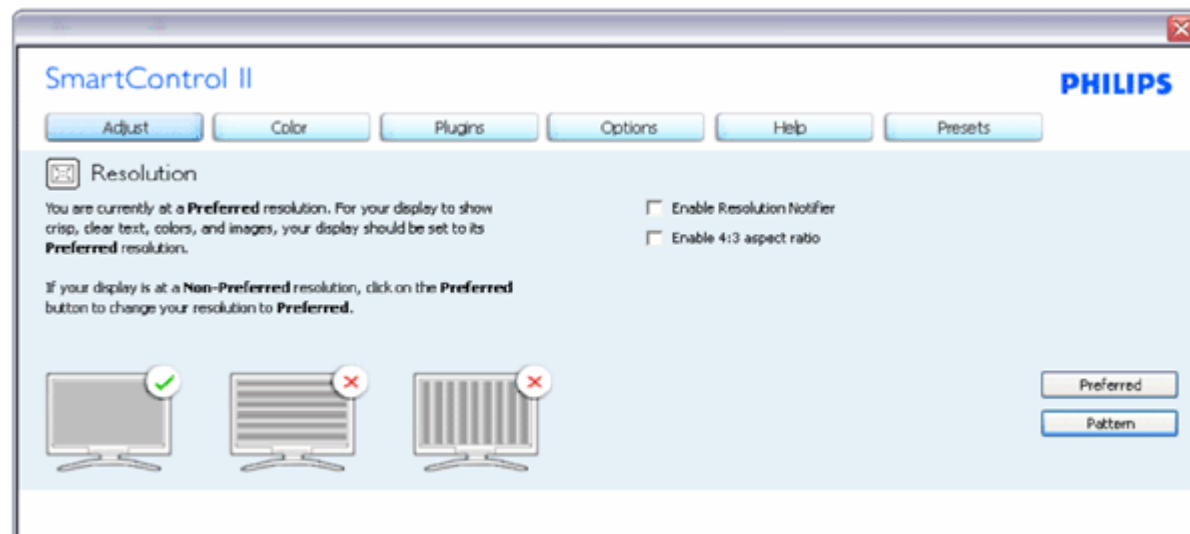 SmartControl II
PHILIPS
Adjust Color Plugins Options Help Presets
Resolution
You are currently at a Preferred resolution. For your display to show
crisp, clear text, colors, and images, your display should be set to its
Preferred resolution.
If your display is at a Non-Preferred resolution, click on the Preferred
button to change your resolution to Preferred.
Enable Resolution Notifier
Enable 4:3 aspect ratio
Preferred
Pattern